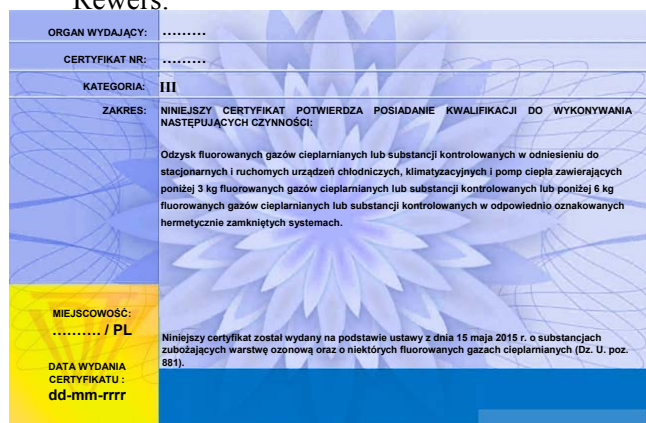 Rewers:
ORGAN WYDAJĄCY: .........
CERTYFIKAT NR: .........
KATEGORIA: III
ZAKRES: NINIEJSZY CERTYFIKAT POTWIERDZA POSIADANIE KWALIFIKACJI DO WYKONYWANIA
NASTĘPUJĄCYCH CZYNNOŚCI:
Odzysk fluorowanych gazów cieplarnianych lub substancji kontrolowanych w odniesieniu do
stacjonarnych i ruchomych urządzeń chłodniczych, klimatyzacyjnych i pomp ciepła zawierających
poniżej 3 kg fluorowanych gazów cieplarnianych lub substancji kontrolowanych lub poniżej 6 kg
fluorowanych gazów cieplarnianych lub substancji kontrolowanych w odpowiednio oznakowanych
hermetycznie zamkniętych systemach.
MIEJSCOWOŚĆ:
.......... / PL
DATA WYDANIA
CERTYFIKATU :
dd-mm-rrrr
Niniejszy certyfikat został wydany na podstawie ustawy z dnia 15 maja 2015 r. o substancjach
zubożających warstwę ozonową oraz o niektórych fluorowanych gazach cieplarnianych (Dz. U. poz.
881).